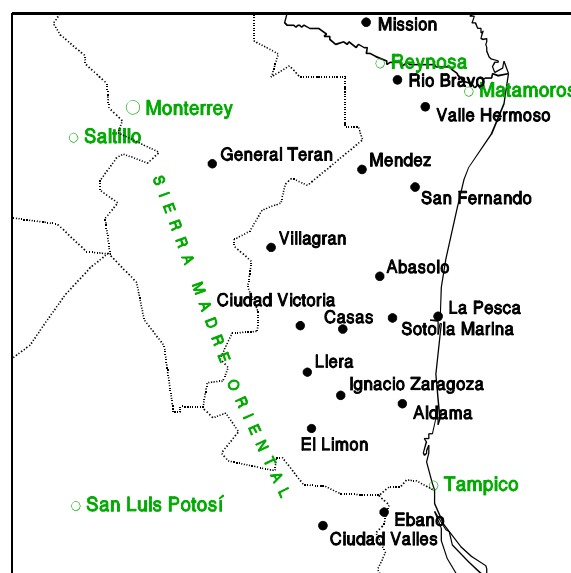 Mission
Reynosa
Rio Bravo
Matamoros
Monterrey
Valle Hermoso
Saltillo
General Teran
Mendez
San Fernando
SIERRA MADRE ORIENTAL
Villagran
Abasolo
Ciudad Victoria
Casas
La Pesca
Soto la Marina
Llera
Ignacio Zaragoza
Aldama
El Limon
Tampico
San Luis Potosí
Ebano
Ciudad Valles